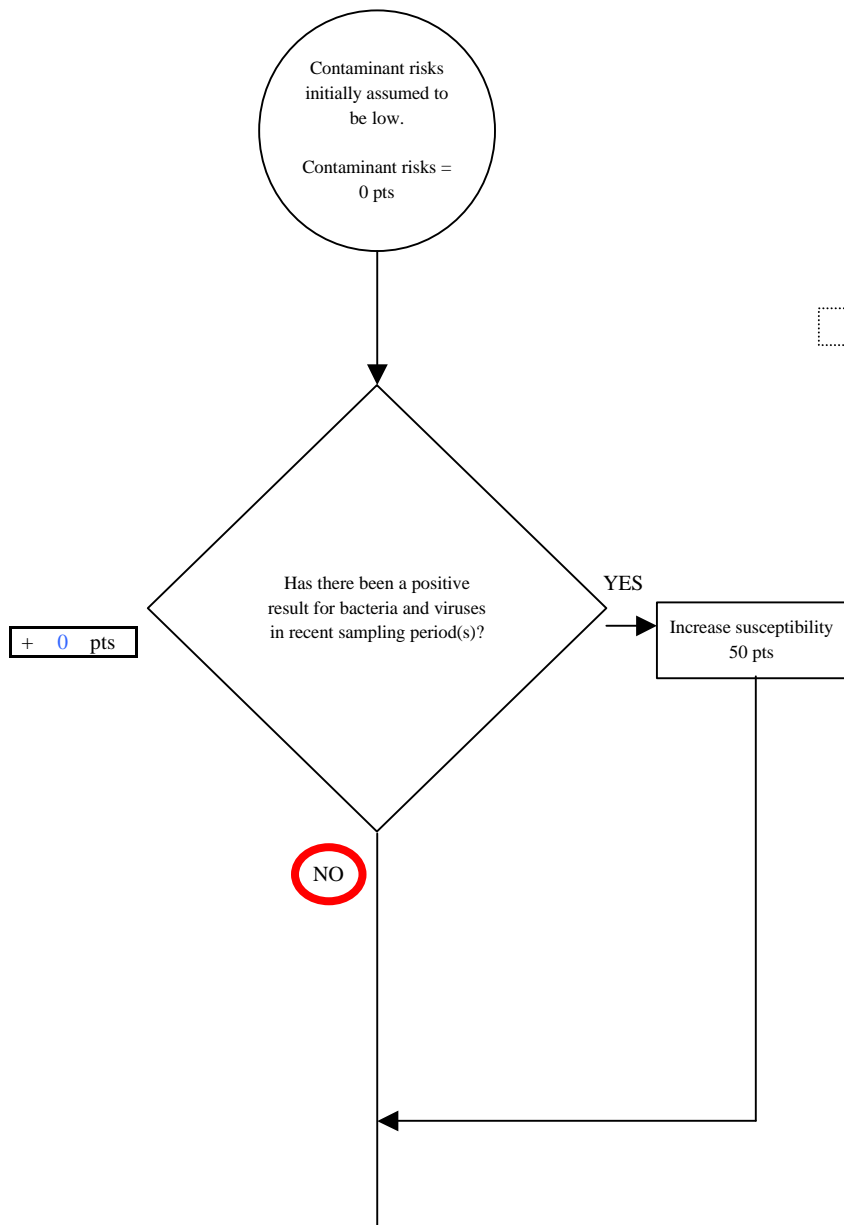 Contaminant risks
initially assumed to
be low.
Contaminant risks =
0 pts
Has there been a positive
result for bacteria and viruses
in recent sampling period(s)?
YES
+ 0 pts
Increase susceptibility
50 pts
NO